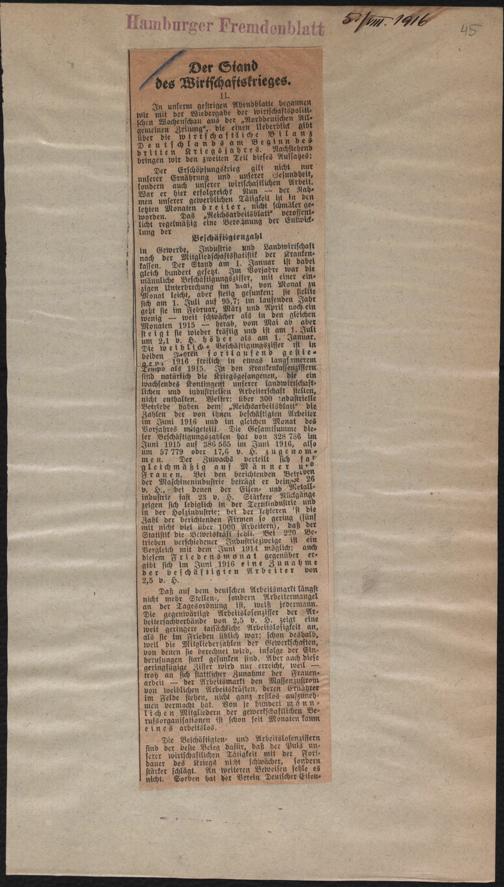 Hamburger Fremdenblatt
1916
45
Der Stand
des Wirtschaftskrieges.
II.
In unserm gestrigen Abendblatte begannen
wir mit der Wiedergabe der wirtschaftspoliti-
schen Wochenschau aus der „Norddeutschen All-
gemeinen Zeitung“, die einen Ueberblick gibt
über die wirtschaftliche Bilanz
Deutschlands am Beginn des
dritten Kriegsjahres. Nachstehend
bringen wir den zweiten Teil dieses Aufsatzes:
Der Erschöpfungskrieg gilt nicht nur
unserer Ernährung und unserer Gesundheit,
sondern auch unserer wirtschaftlichen Arbeit.
War er hier erfolgreich? Nun — der Rah-
men unserer gewerblichen Tätigkeit ist in den
letzten Monaten breiter, nicht schmäler ge-
worden. Das „Reichsarbeitsblatt“ veröffent-
licht regelmäßig eine Berechnung der Entwick-
lung der
Beschäftigtenzahl
in Gewerbe, Industrie und Landwirtschaft
nach der Mitgliedschaftsstatistik der Kranken-
kassen. Der Stand am 1. Januar ist dabei
gleich hundert gesetzt. Im Vorjahre war die
männliche Beschäftigungsziffer, mit einer ein-
zigen Unterbrechung im Mai, von Monat zu
Monat leicht, aber stetig gesunken; sie stellte
sich am 1. Juli auf 95,7; im laufenden Jahr
geht sie im Februar, März und April noch ein
wenig — weit schwächer als in den gleichen
Monaten 1915 — herab, vom Mai ab aber
steigt sie wieder kräftig und ist am 1. Juli
um 2,1 v. H. höher als am 1. Januar.
Die weibliche Beschäftigungsziffer ist in
beiden Jahren fortlaufend gestie-
gen, 1916 freilich in etwas langsamerem
Tempo als 1915. In den Krankenkassenziffern
sind natürlich die Kriegsgefangenen, die ein
wachsendes Kontingent unserer landwirtschaft-
lichen und industriellen Arbeiterschaft stellen,
nicht enthalten. Weiter: über 300 industrielle
Betriebe haben dem „Reichsarbeitsblatt“ die
Zahlen der von ihnen beschäftigten Arbeiter
im Juni 1916 und im gleichen Monat des
Vorjahres mitgeteilt. Die Gesamtsumme die-
ser Beschäftigungszahlen hat von 328 786 im
Juni 1915 auf 386 565 im Juni 1916, also
um 57 779 oder 17,6 v. H. zugenom-
men. Der Zuwachs verteilt sich fast
gleichmäßig auf Männer und
Frauen. Bei den berichtenden Betrieben
der Maschinenindustrie beträgt er beinahe 26
v. H., bei denen der Eisen- und Metall-
industrie fast 23 v. H. Stärkere Rückgänge
zeigen sich lediglich in der Textilindustrie und
in der Holzindustrie; bei der letzteren ist die
Zahl der berichtenden Firmen so gering (fünf
mit nicht viel über 1000 Arbeitern), daß der
Statistik die Beweiskraft fehlt. Bei 220 Be-
trieben verschiedener Industriezweige ist ein
Vergleich mit dem Juni 1914 möglich: auch
diesem Friedensmonat gegenüber er-
gibt sich im Juni 1916 eine Zunahme
der beschäftigten Arbeiter von
2,5 v. H.
Daß auf dem deutschen Arbeitsmarkt längst
nicht mehr Stellen-, sondern Arbeitermangel
an der Tagesordnung ist, weiß jedermann.
Die gegenwärtige Arbeitslosenziffer der Ar-
beiterfachverbände von 2,5 v. H. zeigt eine
weit geringere tatsächliche Arbeitslosigkeit an,
als sie im Frieden üblich war; schon deshalb,
weil die Mitgliederzahlen der Gewerkschaften,
von denen sie berechnet wird, infolge der Ein-
berufungen stark gesunken sind. Aber auch diese
geringfügige Ziffer wird nur erreicht, weil —
trotz an sich stattlicher Zunahme der Frauen-
arbeit — der Arbeitsmarkt den Massenzustrom
von weiblichen Arbeitskräften, deren Ernährer
im Felde stehen, nicht ganz restlos aufzuneh-
men vermocht hat. Von je hundert männ-
lichen Mitgliedern der gewerkschaftlichen Be-
rufsorganisationen ist schon seit Monaten kaum
eines arbeitslos.
Die Beschäftigten- und Arbeitslosenziffern
sind der beste Beleg dafür, daß der Puls un-
serer wirtschaftlichen Tätigkeit mit der Fort-
dauer des Kriegs nicht schwächer, sondern
stärker schlägt. An weiteren Beweisen fehlt es
nicht. Soeben hat der Verein Deutscher Eisen-